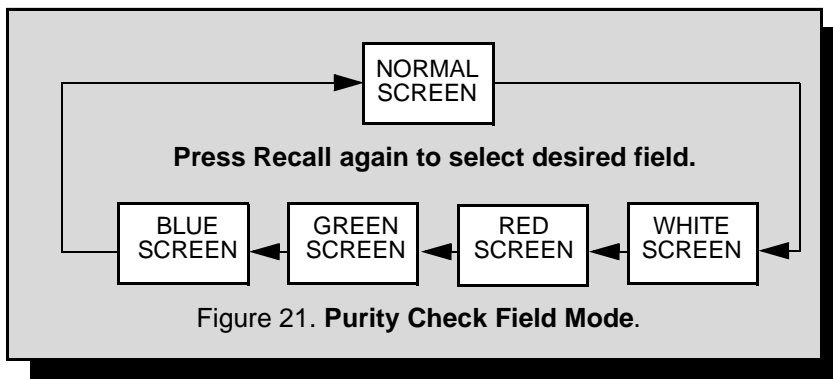 NORMAL
SCREEN
Press Recall again to select desired field.
BLUE
SCREEN
GREEN
SCREEN
RED
SCREEN
WHITE
SCREEN
Figure 21. Purity Check Field Mode.